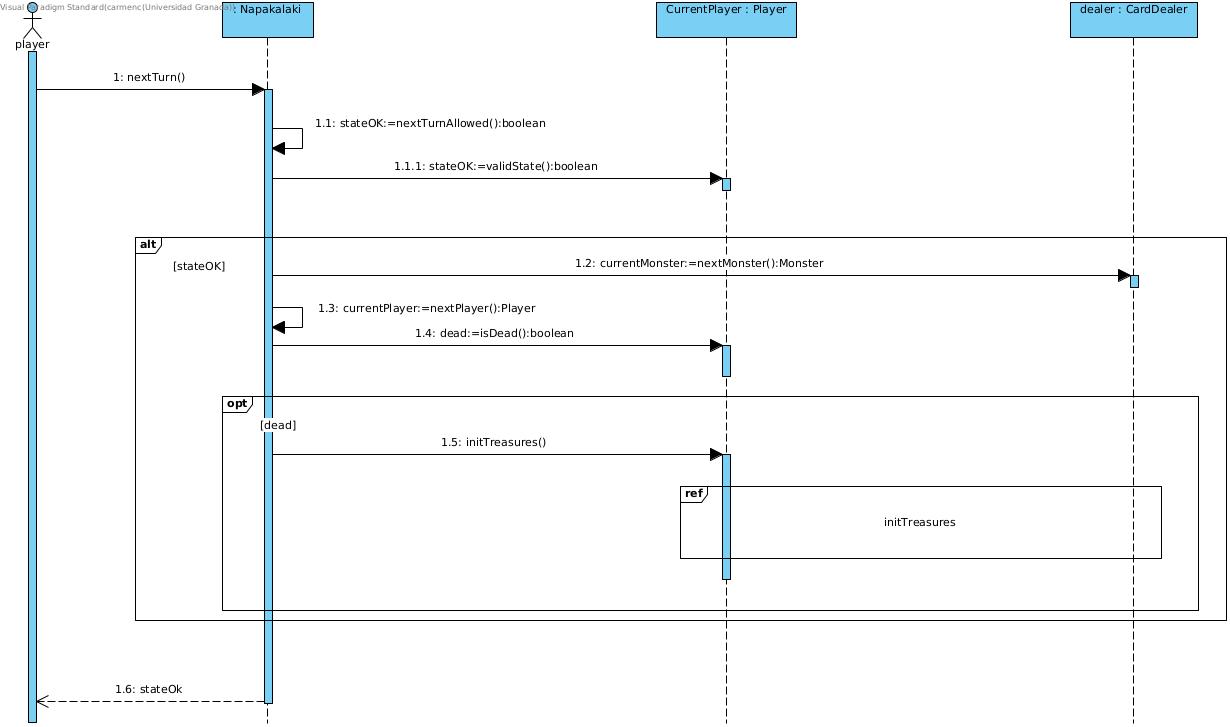 Visual Paradigm Standard(carmenc(Universidad Granada))
: Napakalaki
CurrentPlayer : Player
dealer : CardDealer
player
1: nextTurn()
1.1: stateOK:=nextTurnAllowed():boolean
1.1.1: stateOK:=validState():boolean
alt
[stateOK]
1.2: currentMonster:=nextMonster():Monster
1.3: currentPlayer:=nextPlayer():Player
1.4: dead:=isDead():boolean
opt
[dead]
1.5: initTreasures()
ref
initTreasures
1.6: stateOk